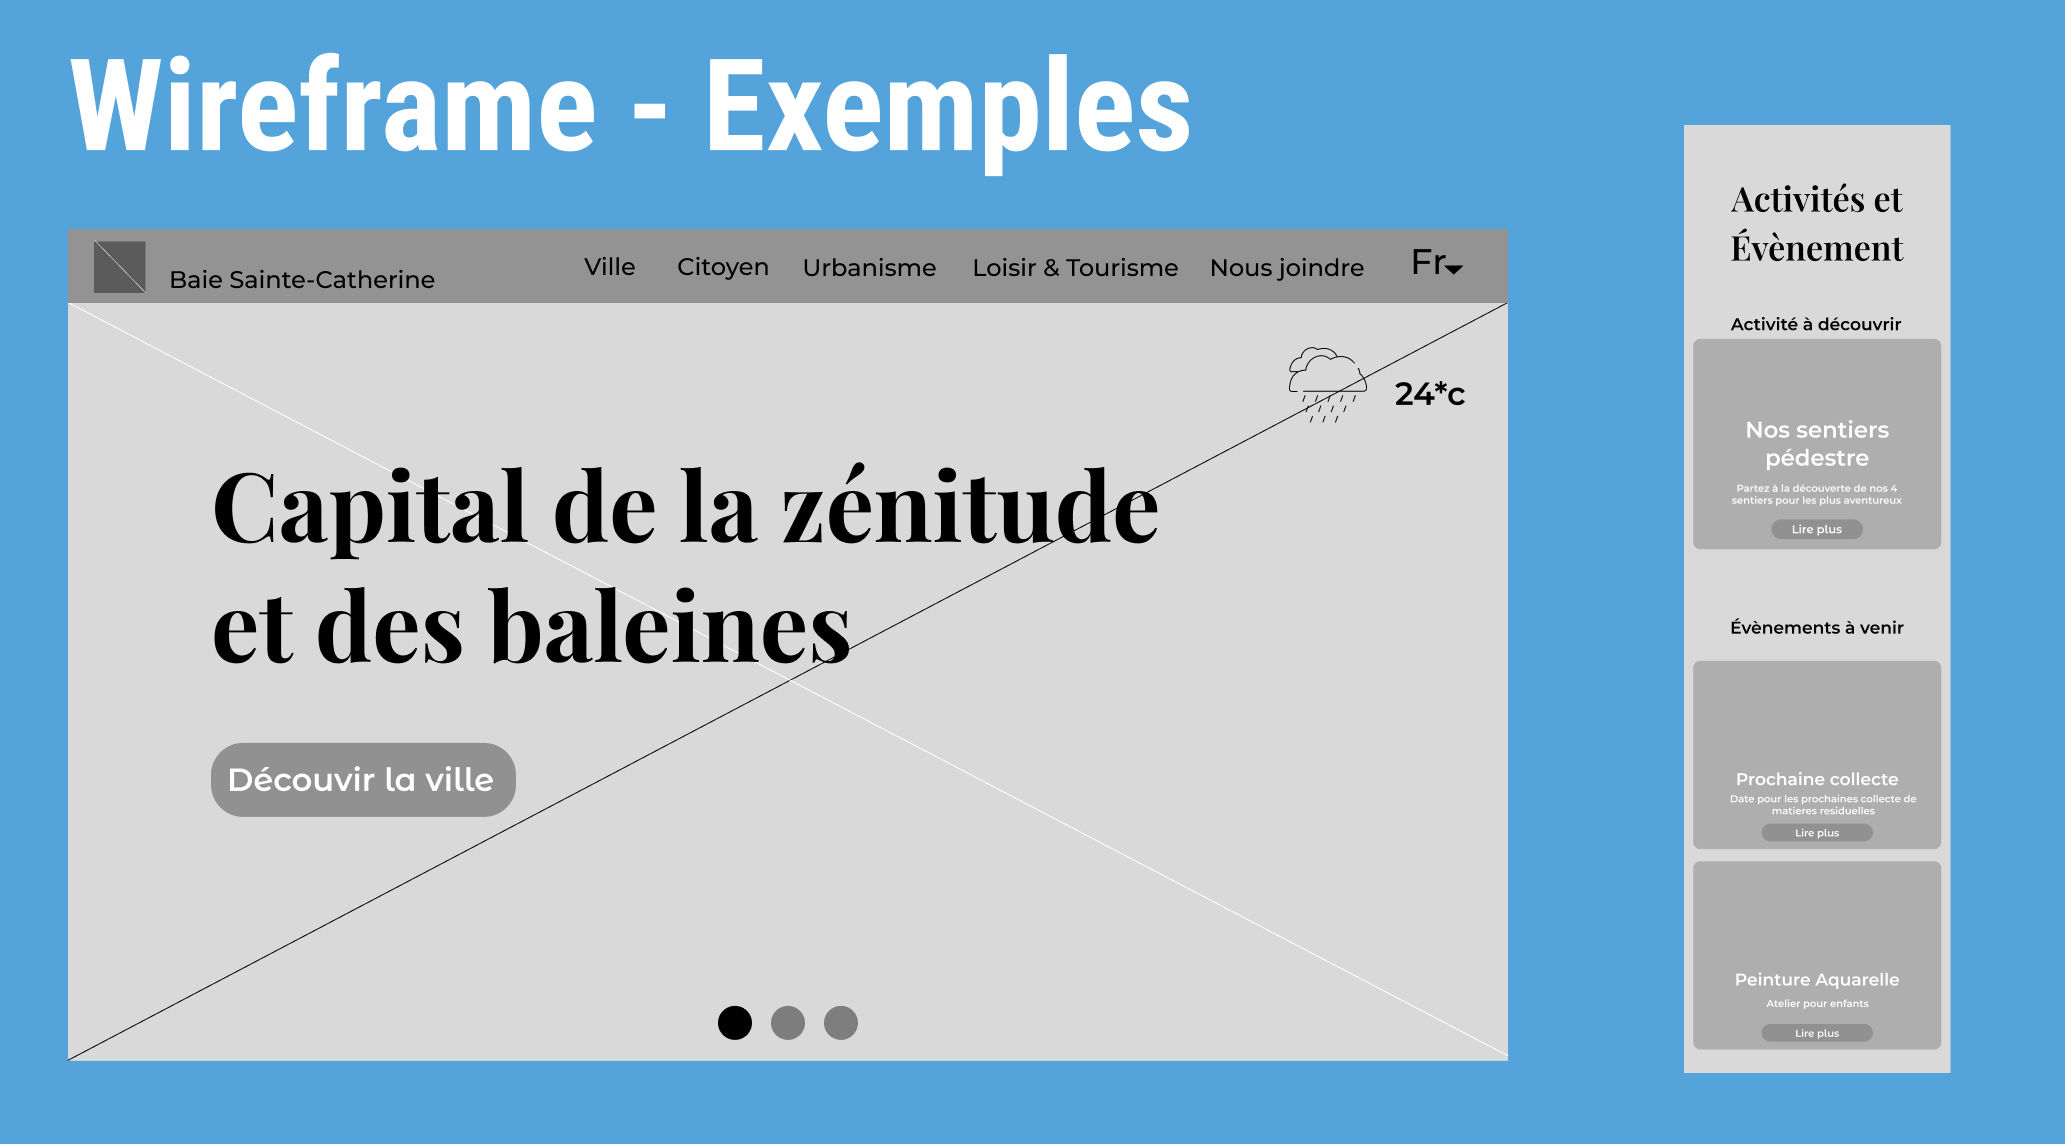 Wireframe - Exemples
Baie Sainte-Catherine
Ville
Citoyen
Urbanisme
Loisir & Tourisme
Nous joindre
Fr
24*c
Capital de la zénitude
et des baleines
Découvir la ville
Activités et
Évènement
Activité à découvrir
Nos sentiers
pédestre
Partez à la découverte de nos 4
sentiers pour les plus aventureux
Lire plus
Évènements à venir
Prochaine collecte
Date pour les prochaines collecte de
matieres residuelles
Lire plus
Peinture Aquarelle
Atelier pour enfants
Lire plus